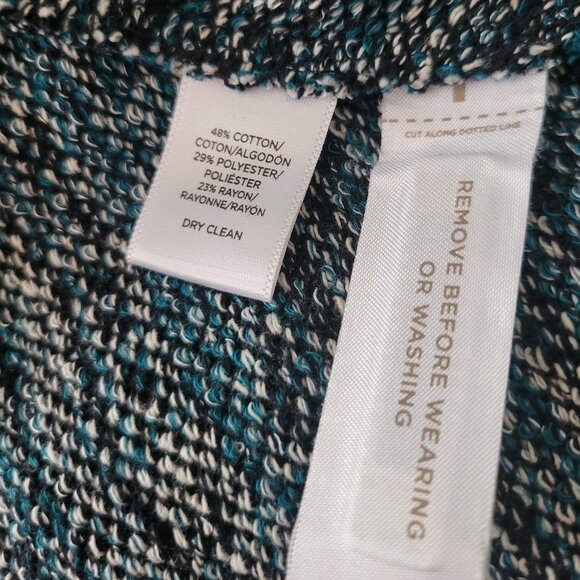 48% COTTON/
COTON/ALGODÓN
29% POLYESTER/
POLIÉSTER
23% RAYON/
RAYONNE/RAYÓN
DRY CLEAN
CUT ALONG DOTTED LINE
REMOVE BEFORE WEARING
OR WASHING